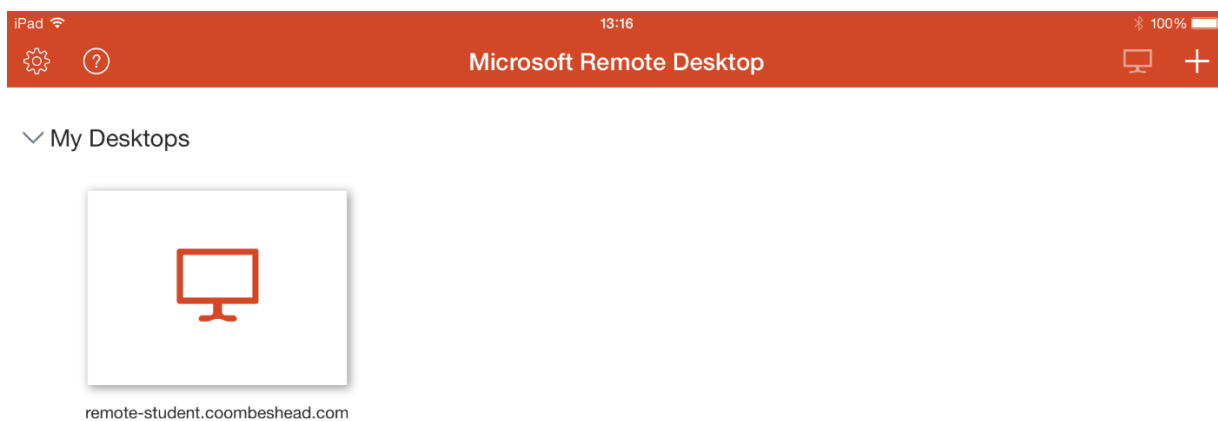 iPad 13:16 100%
? Microsoft Remote Desktop +
My Desktops
remote-student.coombeshead.com